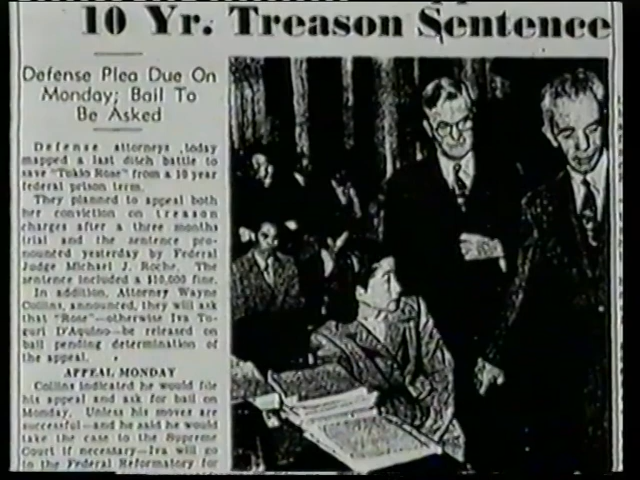 10 Yr. Treason Sentence
Defense Plea Due On
Monday; Bail To
Be Asked
Defense attorneys today
mapped a last ditch battle to
save "Tokio Rose" from a 10 year
federal prison term.
They planned to appeal both
her conviction on treason
charges after a three months
trial and the sentence pro-
nounced yesterday by Federal
Judge Michael J. Roche. The
sentence included a $10,000 fine.
In addition, Attorney Wayne
Collins, announced, they will ask
that "Rose"—otherwise Iva To-
guri D'Aquino—be released on
bail pending determination of
the appeal.
APPEAL MONDAY
Collins indicated he would file
his appeal and ask for bail on
Monday. Unless his moves are
successful—and he said he would
take the case to the Supreme
Court if necessary—Iva will go
to the Federal Reformatory for